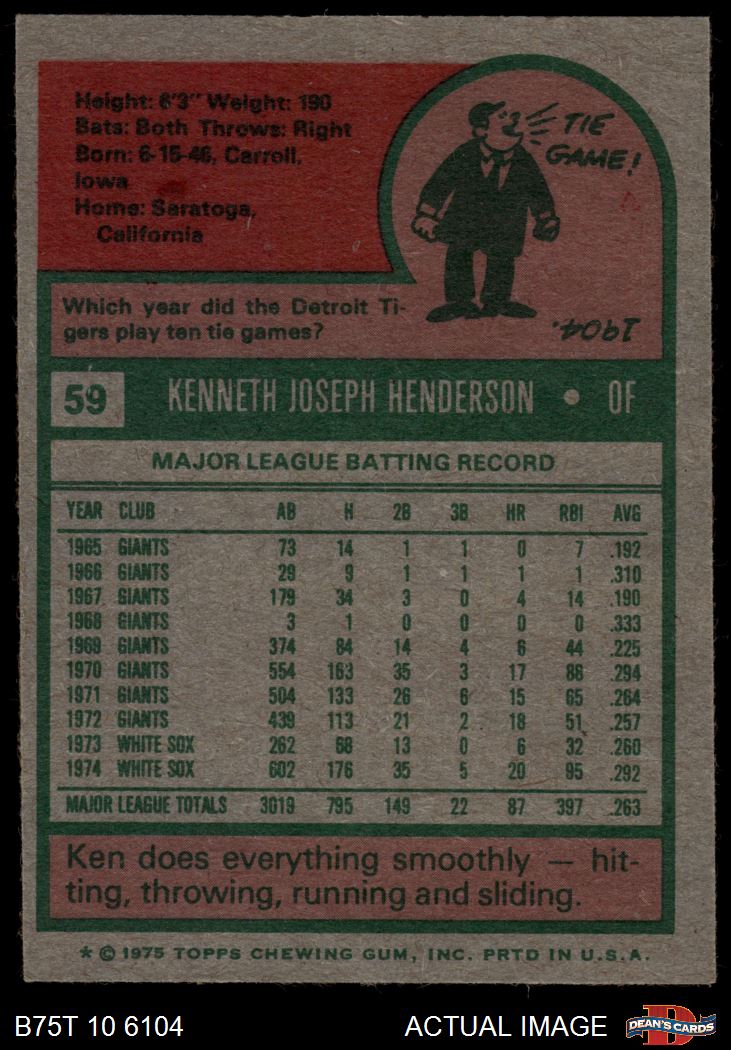 Height: 6'3" Weight: 190
Bats: Both Throws: Right
Born: 6-15-46, Carroll,
Iowa
Home: Saratoga,
California
TIE
GAME!
Which year did the Detroit Ti-
gers play ten tie games?
1904.
59 KENNETH JOSEPH HENDERSON • OF
MAJOR LEAGUE BATTING RECORD
YEAR CLUB AB H 2B 3B HR RBI AVG
1965 GIANTS 73 14 1 1 0 7 .192
1966 GIANTS 29 9 1 1 1 1 .310
1967 GIANTS 179 34 3 0 4 14 .190
1968 GIANTS 3 1 0 0 0 0 .333
1969 GIANTS 374 84 14 4 6 44 .225
1970 GIANTS 554 163 35 3 17 88 .294
1971 GIANTS 504 133 26 6 15 65 .264
1972 GIANTS 439 113 21 2 18 51 .257
1973 WHITE SOX 262 68 13 0 6 32 .260
1974 WHITE SOX 602 176 35 5 20 95 .292
MAJOR LEAGUE TOTALS 3019 795 149 22 87 397 .263
Ken does everything smoothly — hit-
ting, throwing, running and sliding.
* © 1975 TOPPS CHEWING GUM, INC. PRTD IN U.S.A.
B75T 10 6104 ACTUAL IMAGE DEAN'S CARDS